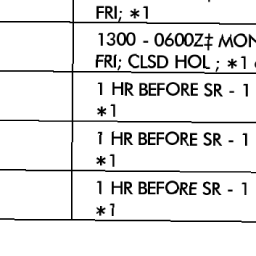 FRI; *1
1300 - 0600Z‡ MON
FRI; CLSD HOL ; *1
1 HR BEFORE SR - 1
*1
1 HR BEFORE SR - 1
*1
1 HR BEFORE SR - 1
*1